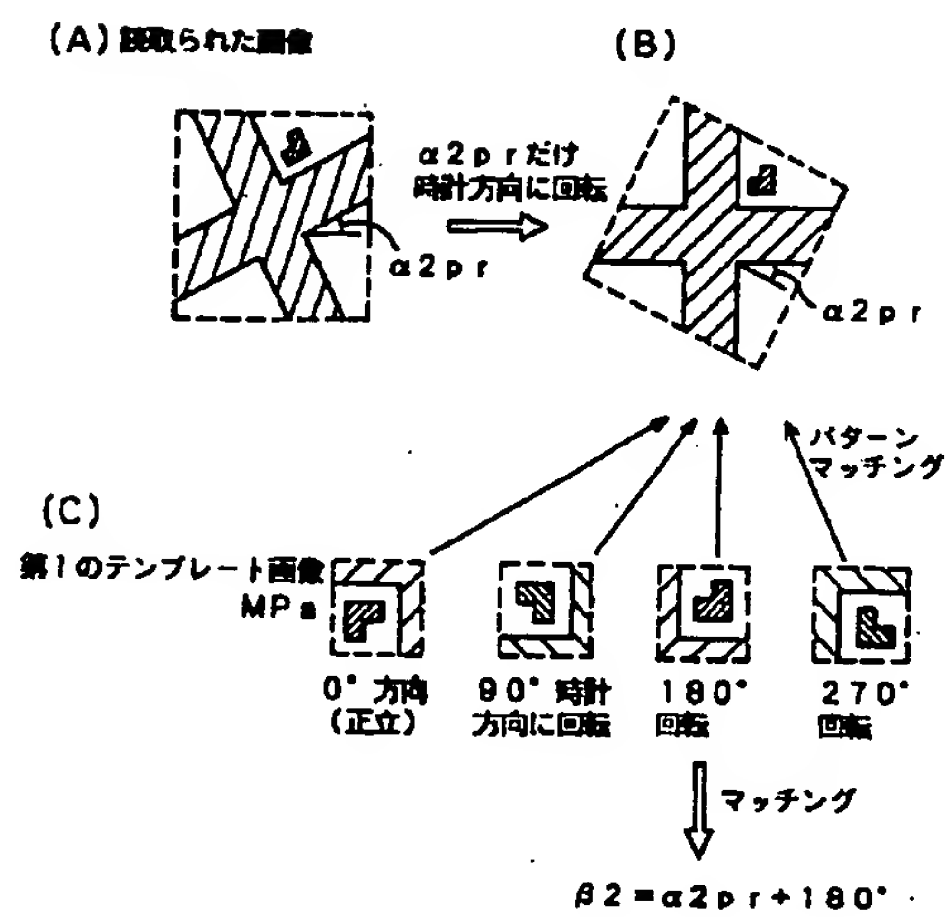 (A) 読取られた画像
(B)
α2prだけ
時計方向に回転
α2pr
α2pr
パターン
マッチング
(C)
第1のテンプレート画像
MPa
0°方向
(正立)
90°時計
方向に回転
180°
回転
270°
回転
マッチング
β2=α2pr+180°